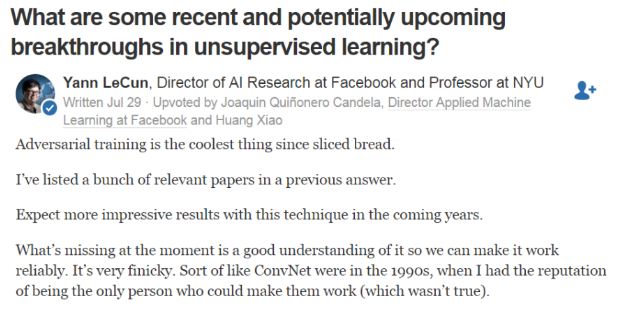 What are some recent and potentially upcoming
breakthroughs in unsupervised learning?
Yann LeCun, Director of AI Research at Facebook and Professor at NYU
Written Jul 29 · Upvoted by Joaquin Quiñonero Candela, Director Applied Machine
Learning at Facebook and Huang Xiao
Adversarial training is the coolest thing since sliced bread.
I've listed a bunch of relevant papers in a previous answer.
Expect more impressive results with this technique in the coming years.
What's missing at the moment is a good understanding of it so we can make it work
reliably. It's very finicky. Sort of like ConvNet were in the 1990s, when I had the reputation
of being the only person who could make them work (which wasn't true).